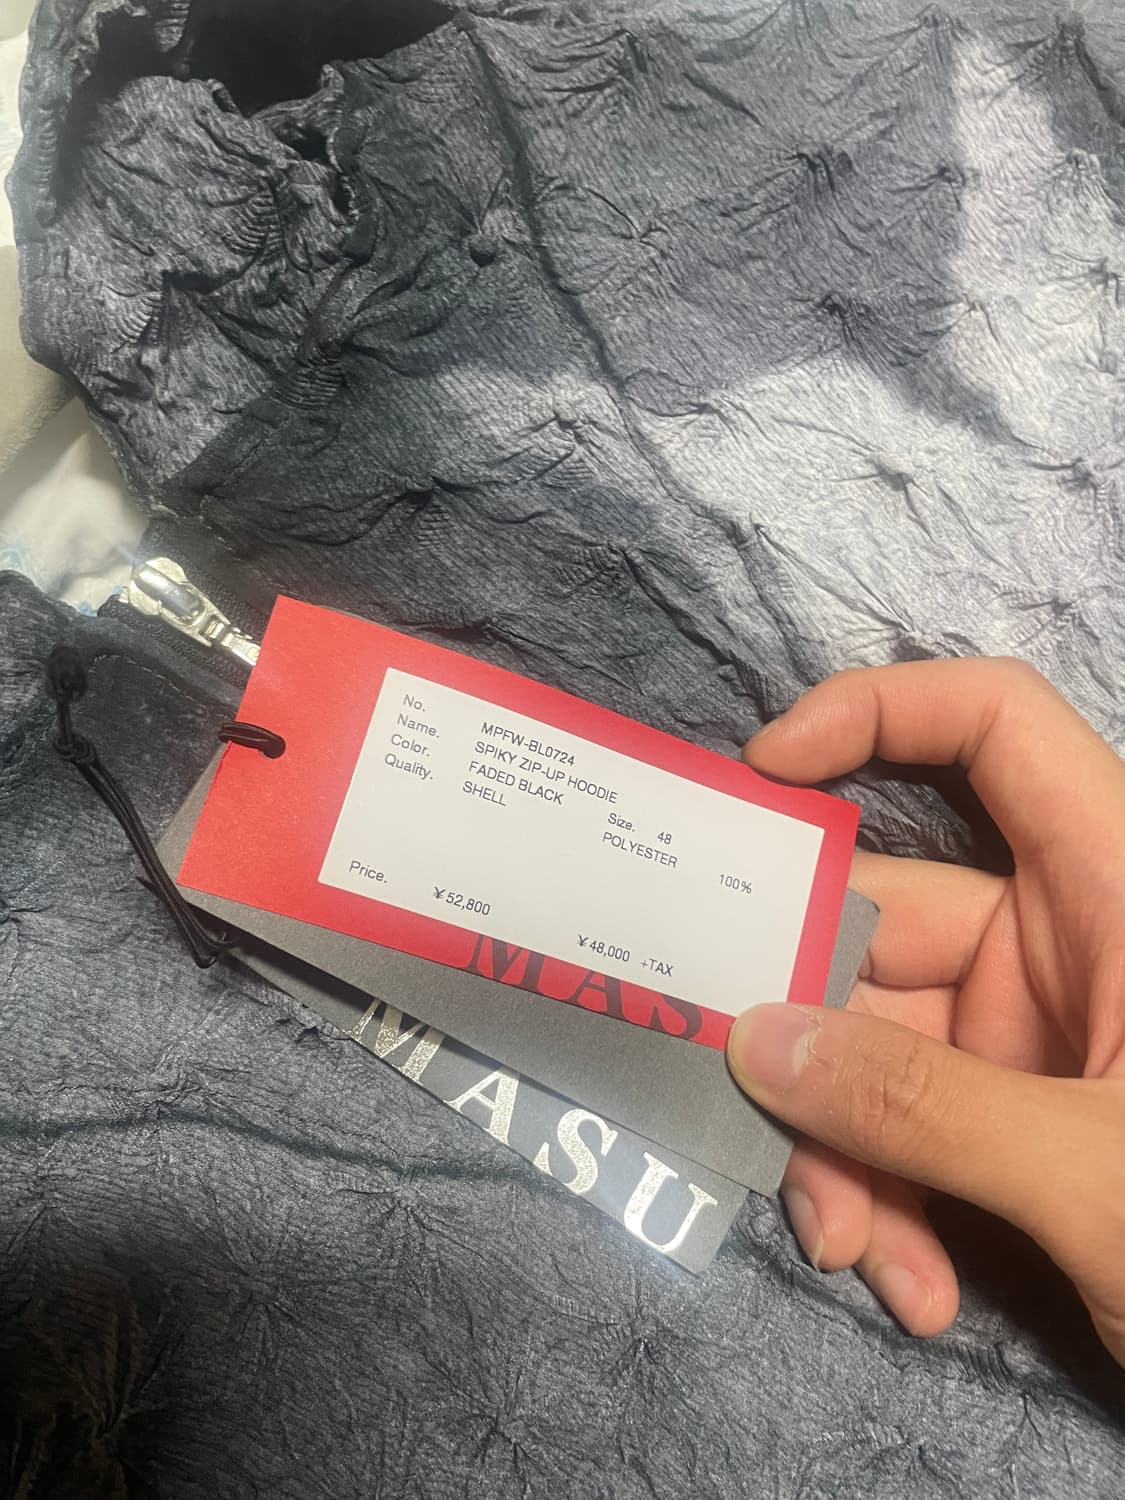 No. MPFW-BL0724
Name. SPIKY ZIP-UP HOODIE
Color. FADED BLACK Size. 48
Quality. SHELL POLYESTER 100%
Price. ¥52,800 ¥48,000 +TAX
MAS
MASU